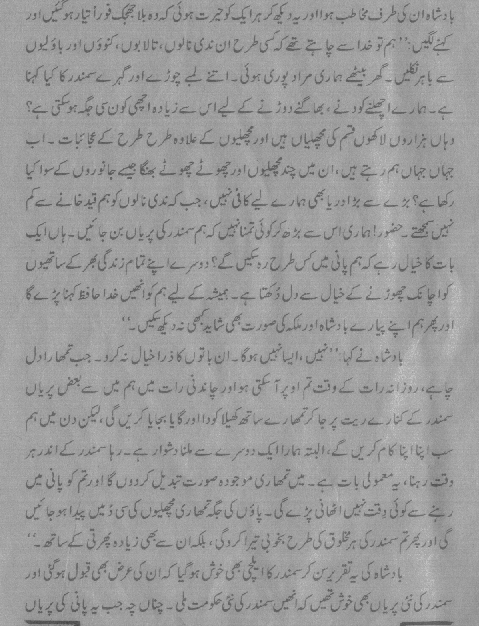 بادشاہ ان کی طرف مخاطب ہوا اور یہ دیکھ کر ہر ایک کو حیرت ہوئی کہ وہ بلا جھجک فوراً تیار ہو گئیں اور
کہنے لگیں: ’’ہم تو خدا سے چاہتے تھے کہ کسی طرح ان ندی نالوں، تالابوں، کنوؤں اور باؤلیوں
سے باہر نکلیں۔ گھر بیٹھے ہماری مراد پوری ہوئی۔ اتنے لمبے چوڑے اور گہرے سمندر کا کیا کہنا
ہے۔ ہمارے اچھلنے کودنے، بھاگنے دوڑنے کے لیے اس سے زیادہ اچھی کون سی جگہ ہو سکتی ہے؟
وہاں ہزاروں لاکھوں قسم کی مچھلیاں ہیں اور مچھلیوں کے علاوہ طرح طرح کے عجائبات۔ اب
جہاں جہاں ہم رہتے ہیں، ان میں چند مچھلیوں اور چھوٹے چھوٹے بھنگا جیسے جانوروں کے سوا کیا
رکھا ہے؟ بڑے سے بڑا دریا بھی ہمارے لیے کافی نہیں، جب کہ ندی نالوں کو ہم قید خانے سے کم
نہیں سمجھتے۔ حضور! ہماری اس سے بڑھ کر کوئی تمنا نہیں کہ ہم سمندر کی پریاں بن جائیں۔ ہاں ایک
بات کا خیال رہے کہ ہم پانی میں کس طرح رہ سکیں گے؟ دوسرے اپنے تمام زندگی بھر کے ساتھیوں
کو اچانک چھوڑنے کے خیال سے دل دُکھتا ہے۔ ہمیشہ کے لیے ہم کو انھیں خدا حافظ کہنا پڑے گا
اور پھر ہم اپنے پیارے بادشاہ اور ملکہ کی صورت بھی شاید کبھی نہ دیکھ سکیں۔‘‘
بادشاہ نے کہا ’’نہیں، ایسا نہیں ہوگا۔ ان باتوں کا ذرا خیال نہ کرو۔ جب تمھارا دل
چاہے، روزانہ رات کے وقت تم اوپر آ سکتی ہو اور چاندنی رات میں ہم میں سے بعض پریاں
سمندر کے کنارے ریت پر جا کر تمھارے ساتھ کھیلا کودا اور گایا بجایا کریں گی، لیکن دن میں ہم
سب اپنا اپنا کام کریں گے، البتہ ہمارا ایک دوسرے سے ملنا دشوار ہے۔ رہا سمندر کے اندر ہر
وقت رہنا، یہ معمولی بات ہے۔ میں تمھاری موجودہ صورت تبدیل کر دوں گا اور تم کو پانی میں
رہنے سے کوئی دقت نہیں اٹھانی پڑے گی۔ پاؤں کی جگہ تمھاری مچھلیوں کی سی دُمیں پیدا ہو جائیں
گی اور پھر تم سمندر کی ہر مخلوق کی طرح بخوبی تیرا کرو گی، بلکہ ان سے بھی زیادہ پھرتی کے ساتھ۔‘‘
بادشاہ کی یہ تقریر سن کر سمندر کا ایلچی بھی خوش ہو گیا کہ ان کی عرض بھی قبول ہو گئی اور
سمندر کی نئی پریاں بھی خوش تھیں کہ انھیں سمندر کی نئی حکومت ملی۔ چناں چہ جب یہ پانی کی پریاں